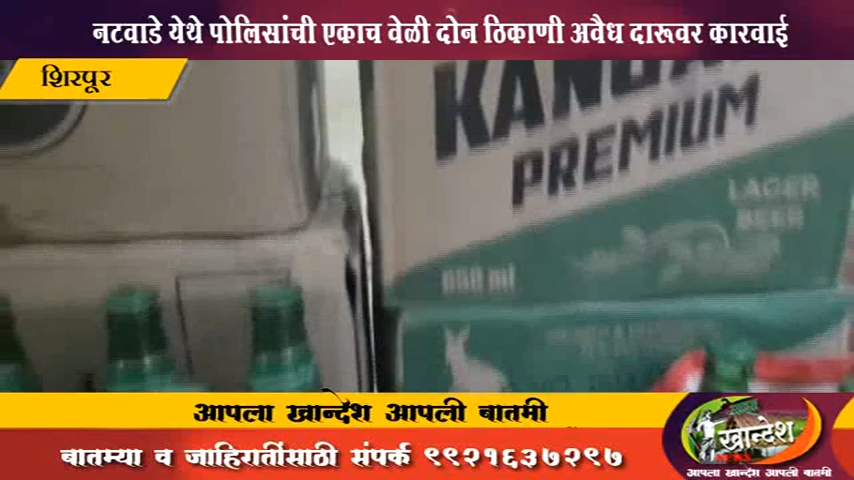 नटवाडे येथे पोलिसांची एकाच वेळी दोन ठिकाणी अवैध दारूवर कारवाई
शिरपूर
PREMIUM
LAGER
BEER
650 ml
आपला खान्देश आपली बातमी
बातम्या व जाहिरातींसाठी संपर्क ९९२१६३७२९७
खान्देश
NEWS
आपला खान्देश आपली बातमी